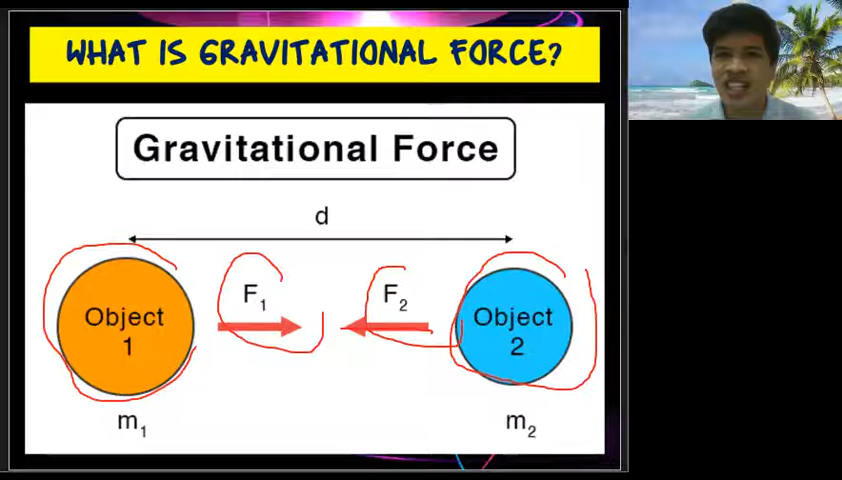 WHAT IS GRAVITATIONAL FORCE?
Gravitational Force
d
F₁
F₂
Object
1
Object
2
m₁
m₂